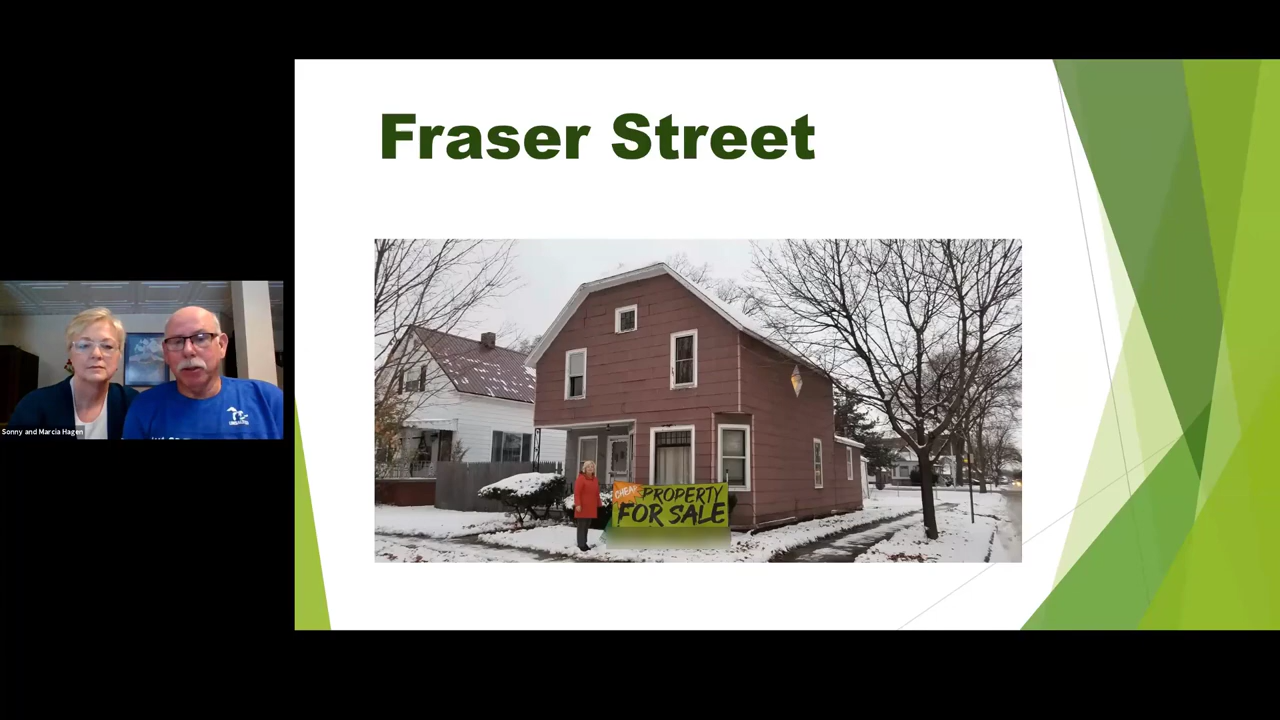 Fraser Street
CHEAP
PROPERTY
FOR SALE
Sonny and Marcia Hagen